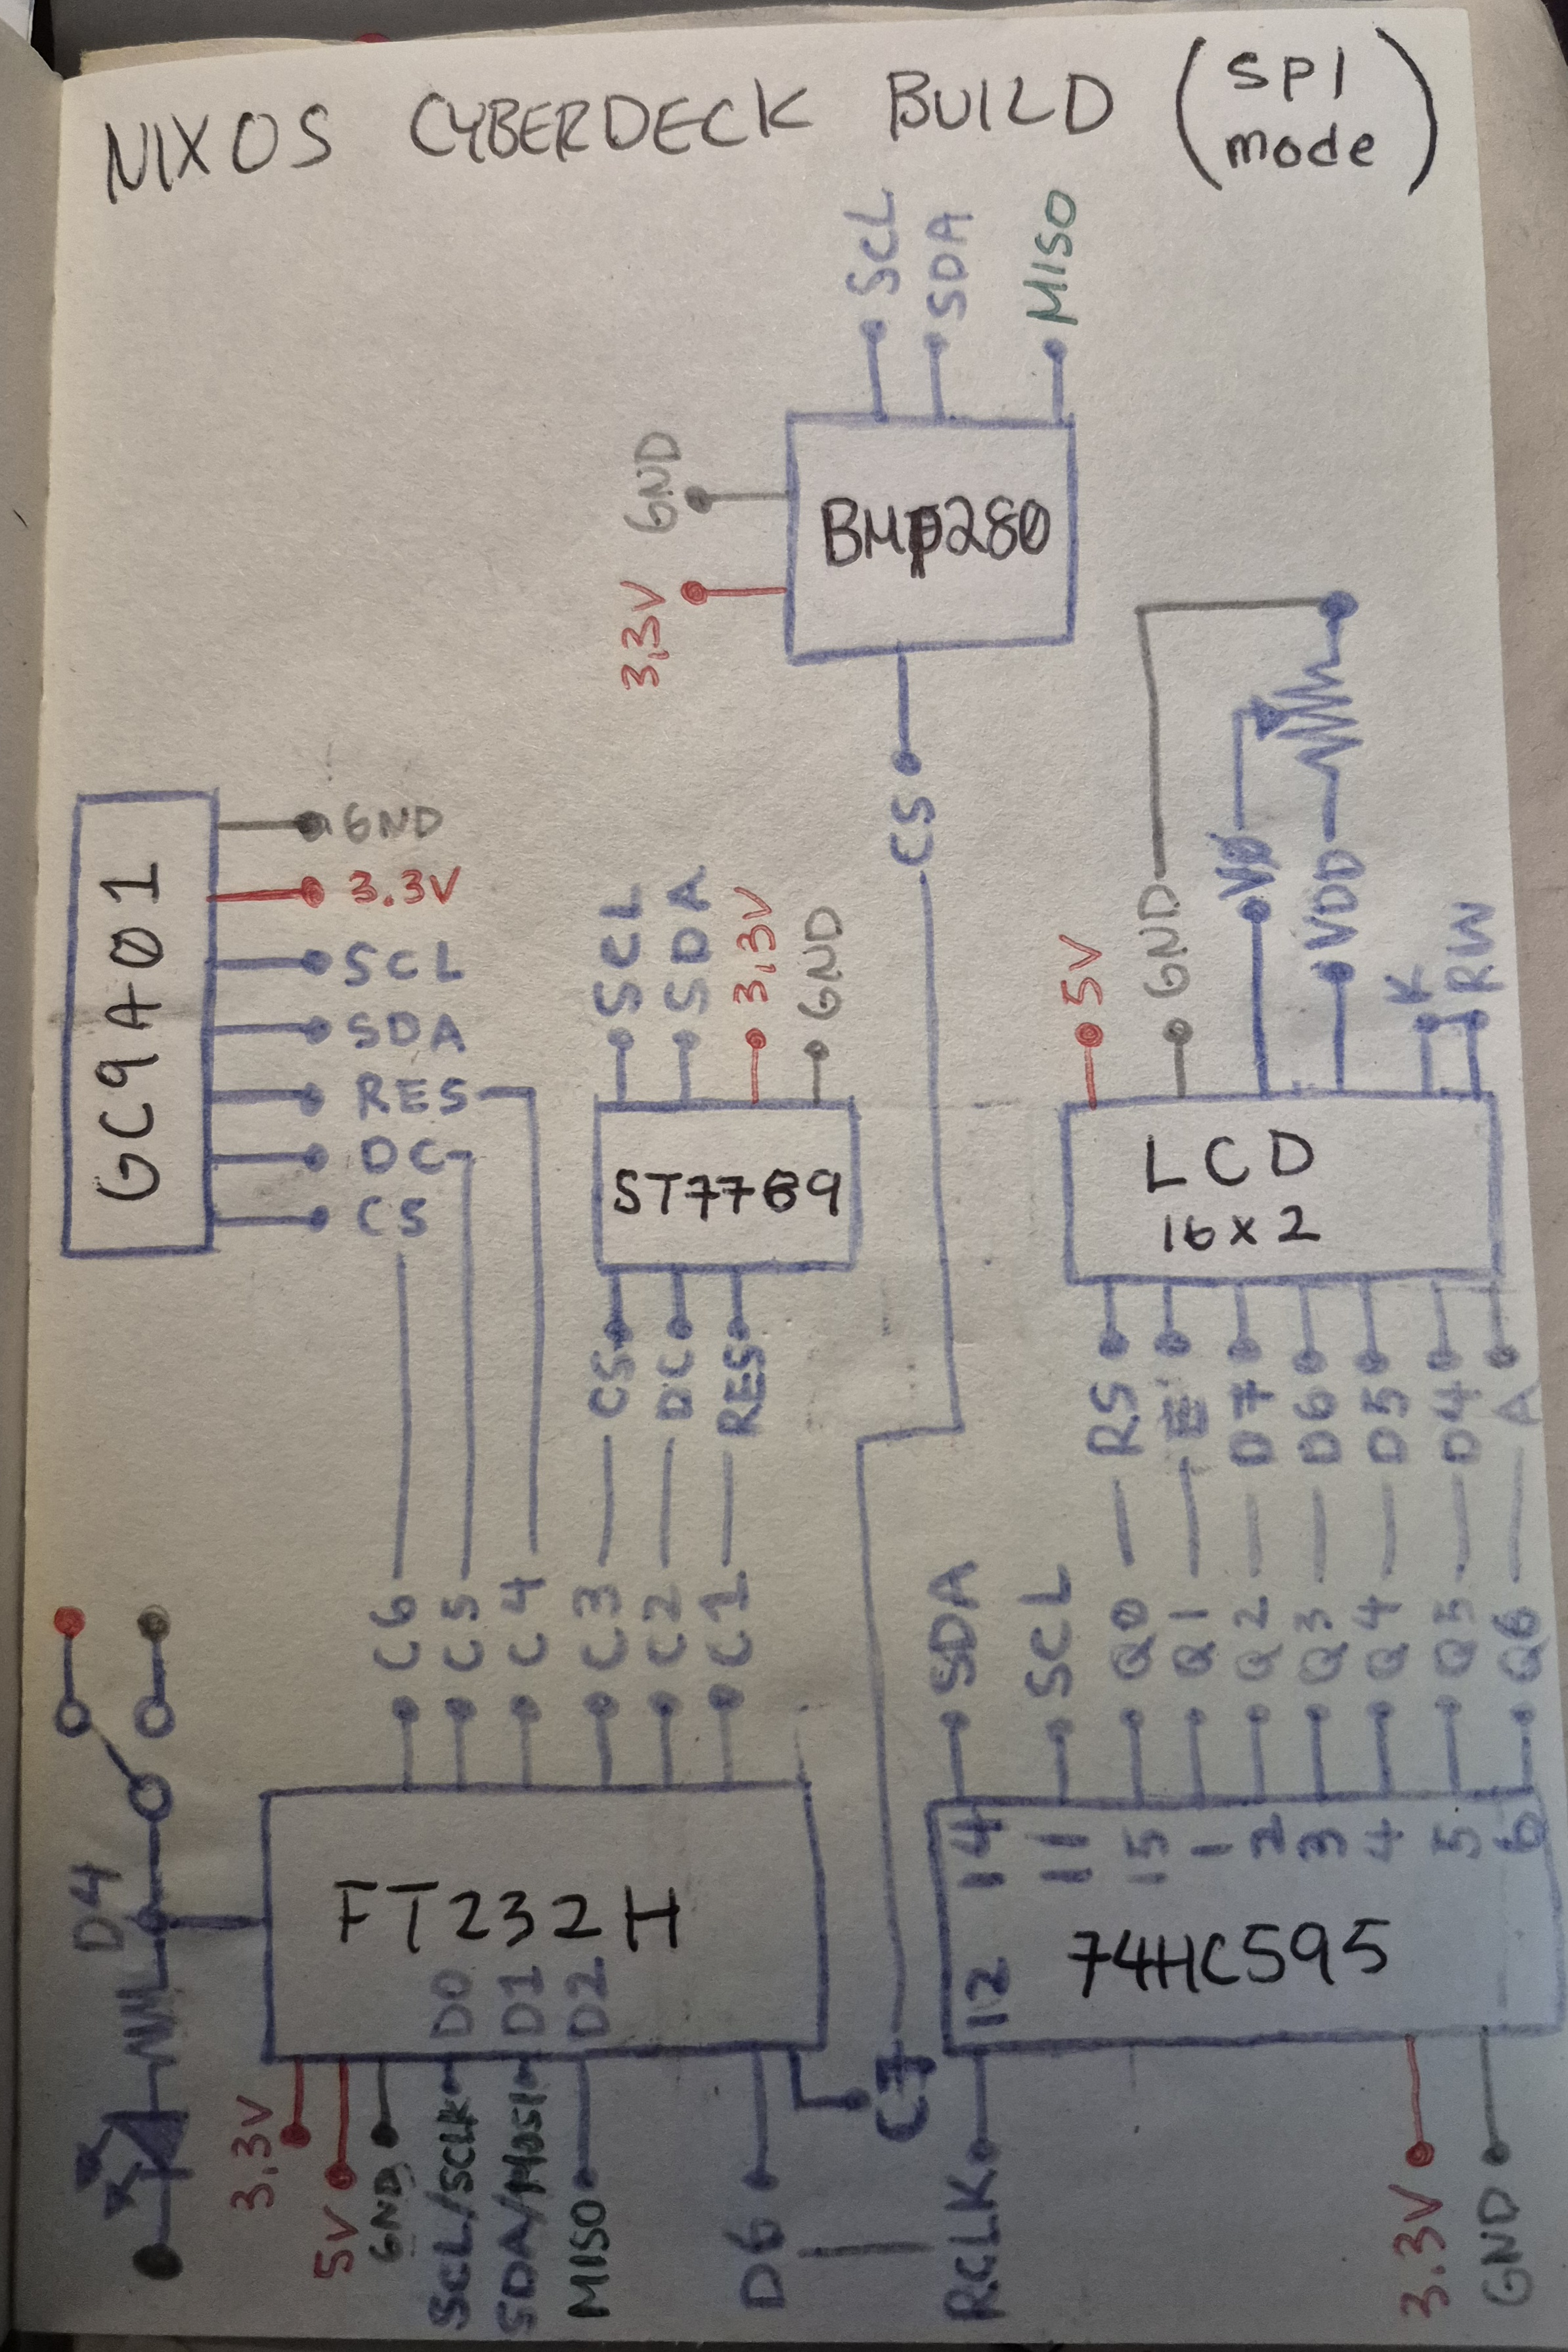 NIXOS CYBERDECK BUILD (SPI mode)
SCL
SDA
MISO
GND
3.3V
BMP280
CS
GC9A01
GND
3.3V
SCL
SDA
RES
DC
CS
SCL
SDA
3.3V
GND
ST7789
CS
DC
RES
5V
GND
V0
VDD
K
RW
LCD
16x2
RS
E
D7
D6
D5
D4
A
C6
C5
C4
C3
C2
C1
D4
FT232H
D0
D1
D2
3.3V
5V
GND
SCL/SCLK
SDA/MOSI
MISO
D6
C7
SDA
SCL
Q0
Q1
Q2
Q3
Q4
Q5
Q6
14
11
15
1
2
3
4
5
6
12
74HC595
RCLK
3.3V
GND